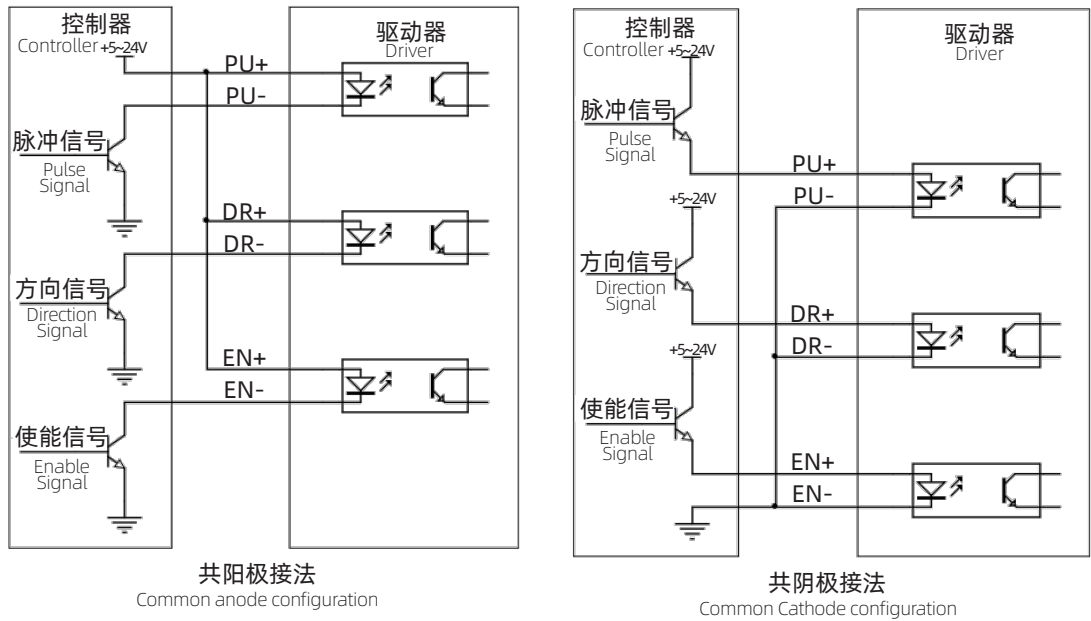 控制器
Controller +5~24V
驱动器
Driver
PU+
PU-
脉冲信号
Pulse
Signal
DR+
DR-
方向信号
Direction
Signal
EN+
EN-
使能信号
Enable
Signal
共阳极接法
Common anode configuration
控制器
Controller +5~24V
驱动器
Driver
脉冲信号
Pulse
Signal
PU+
PU-
+5~24V
方向信号
Direction
Signal
DR+
DR-
+5~24V
使能信号
Enable
Signal
EN+
EN-
共阴极接法
Common Cathode configuration